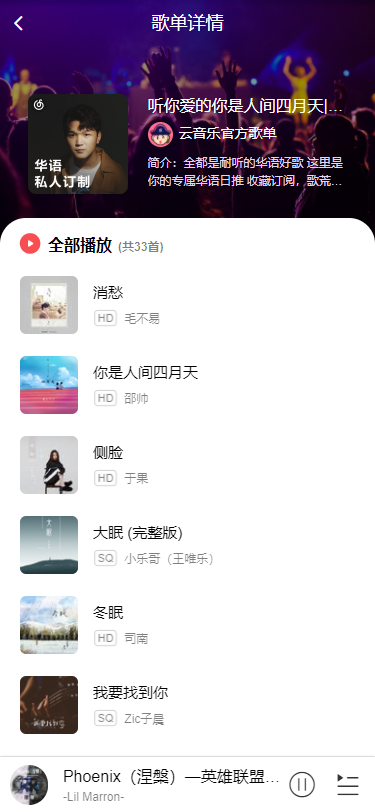 歌单详情
听你爱的你是人间四月天|...
云音乐官方歌单
简介：全都是耐听的华语好歌 这里是
你的专属华语日推 收藏订阅，歌荒...
华语
私人订制
全部播放 (共33首)
消愁
HD 毛不易
你是人间四月天
HD 邵帅
侧脸
HD 于果
大眠 (完整版)
SQ 小乐哥（王唯乐）
冬眠
HD 司南
我要找到你
SQ Zic子晨
Phoenix（涅槃）—英雄联盟...
-Lil Marron-